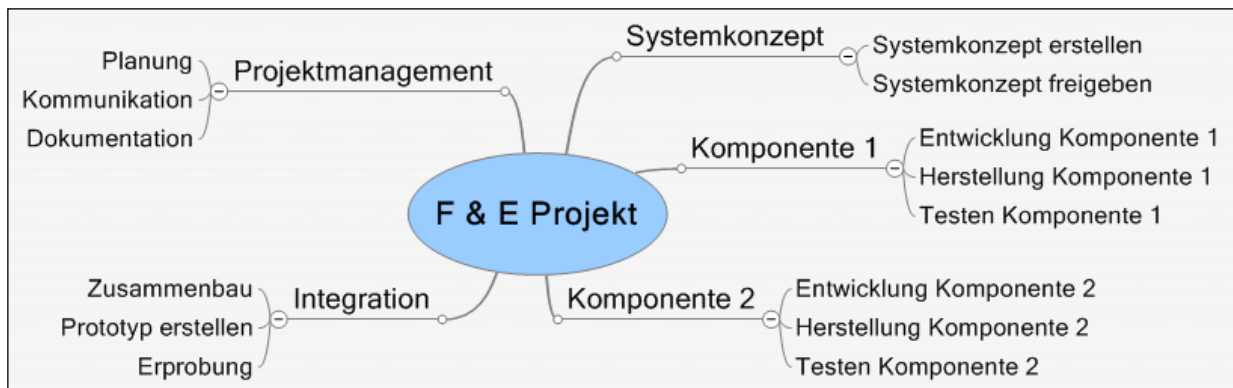 Systemkonzept
Systemkonzept erstellen
Systemkonzept freigeben
Planung
Projektmanagement
Kommunikation
Dokumentation
Komponente 1
Entwicklung Komponente 1
Herstellung Komponente 1
Testen Komponente 1
F & E Projekt
Zusammenbau
Integration
Prototyp erstellen
Erprobung
Komponente 2
Entwicklung Komponente 2
Herstellung Komponente 2
Testen Komponente 2